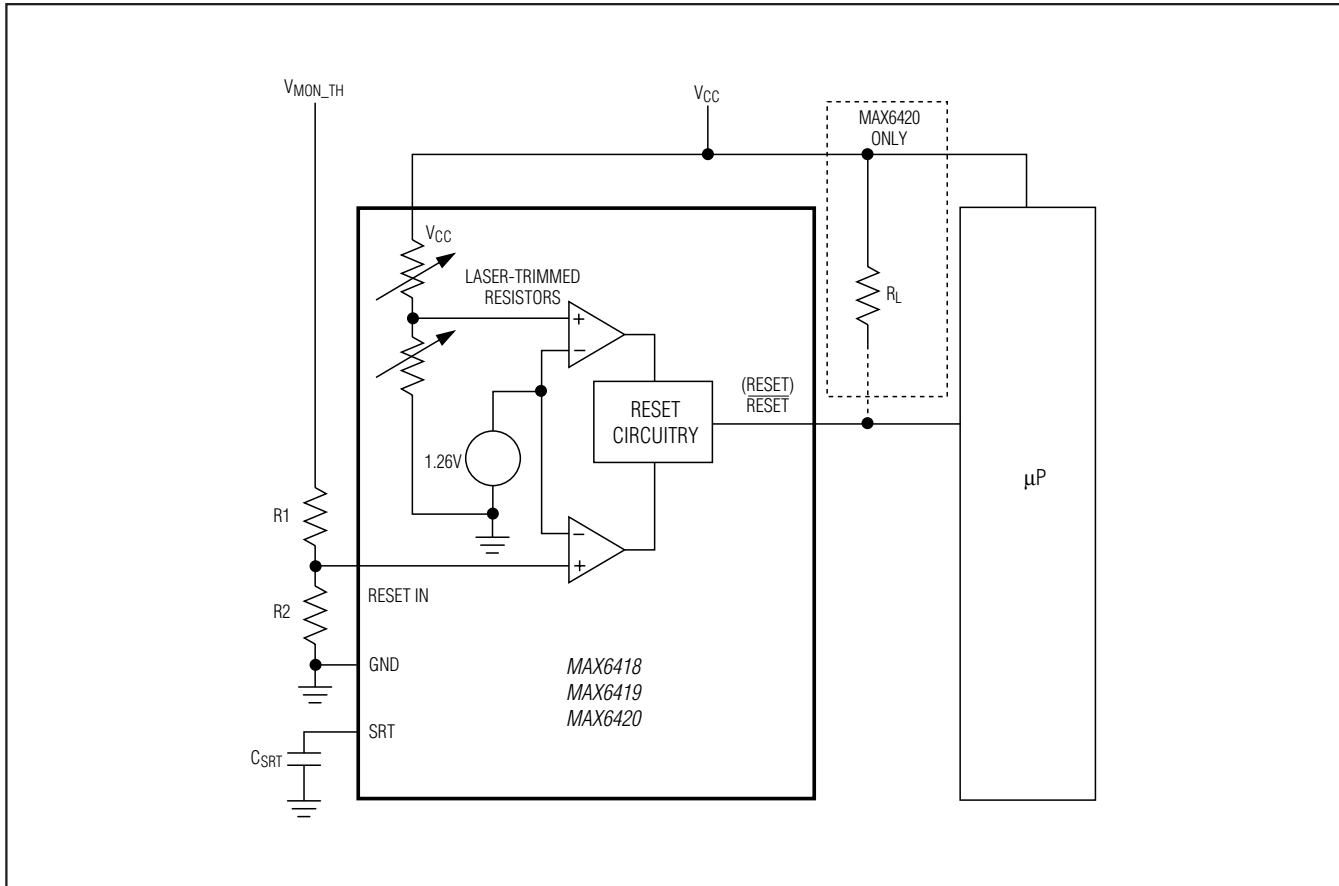 V_MON_TH
V_CC
MAX6420
ONLY
V_CC
LASER-TRIMMED
RESISTORS
R_L
+
−
(RESET)
R̅E̅S̅E̅T̅
RESET
CIRCUITRY
1.26V
μP
R1
−
+
RESET IN
R2
GND
MAX6418
MAX6419
MAX6420
SRT
C_SRT